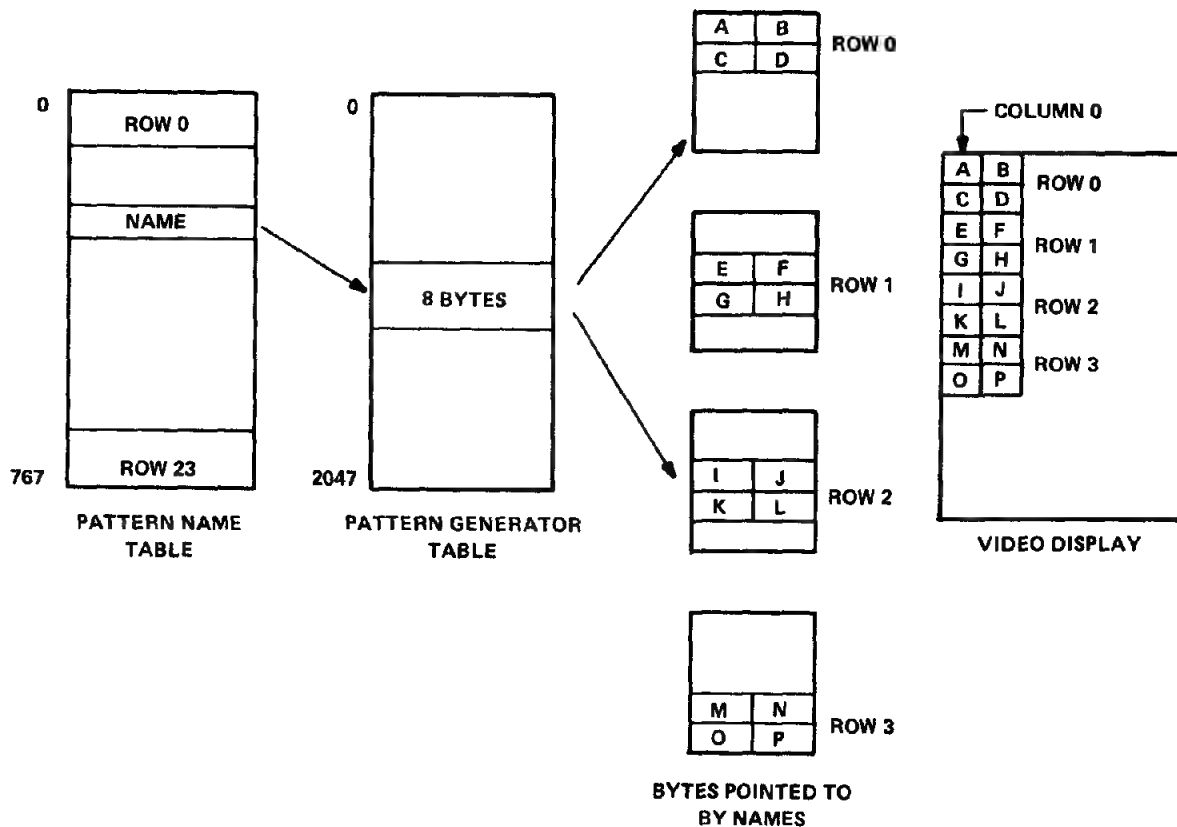 0
ROW 0
NAME
767
ROW 23
PATTERN NAME
TABLE
0
8 BYTES
2047
PATTERN GENERATOR
TABLE
A B
C D
ROW 0
E F
G H
ROW 1
I J
K L
ROW 2
M N
O P
ROW 3
BYTES POINTED TO
BY NAMES
COLUMN 0
A B
ROW 0
C D
E F
ROW 1
G H
I J
ROW 2
K L
M N
ROW 3
O P
VIDEO DISPLAY